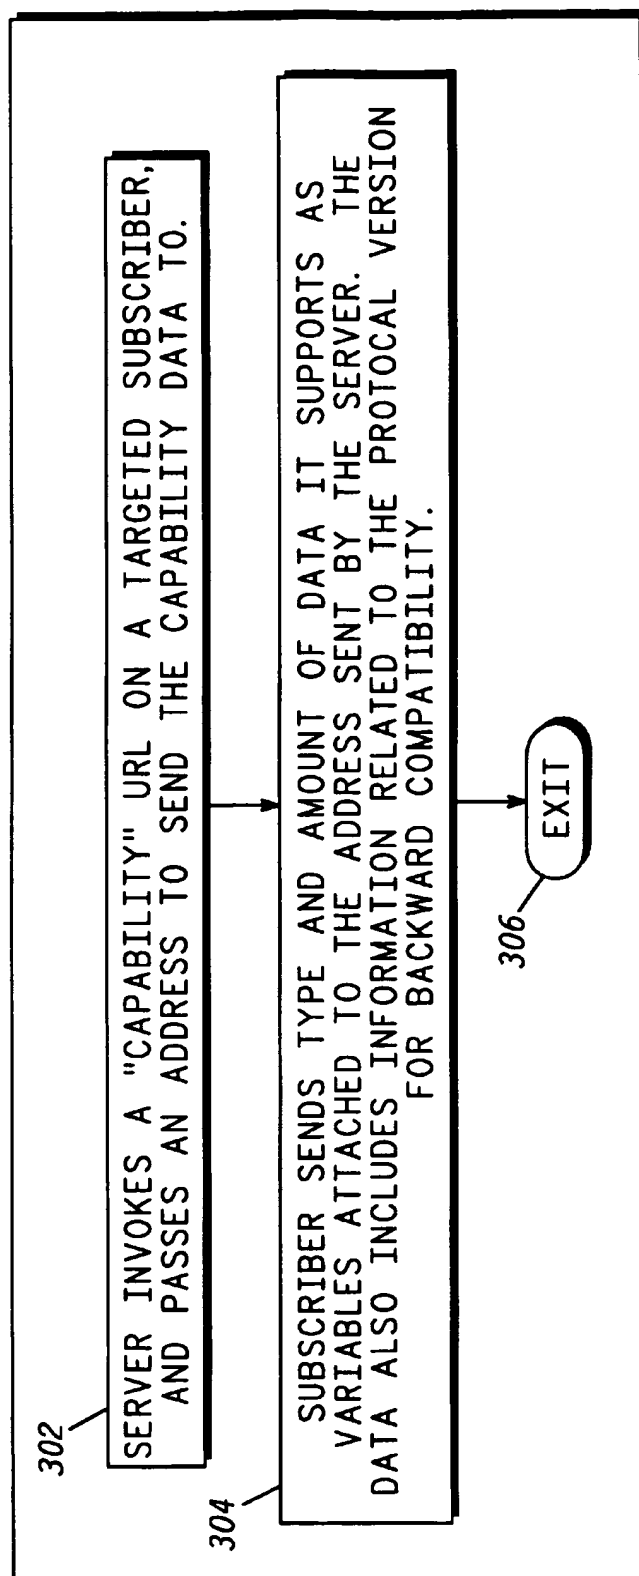 302
SERVER INVOKES A "CAPABILITY" URL ON A TARGETED SUBSCRIBER,
AND PASSES AN ADDRESS TO SEND THE CAPABILITY DATA TO.
304
SUBSCRIBER SENDS TYPE AND AMOUNT OF DATA IT SUPPORTS AS
VARIABLES ATTACHED TO THE ADDRESS SENT BY THE SERVER. THE
DATA ALSO INCLUDES INFORMATION RELATED TO THE PROTOCAL VERSION
FOR BACKWARD COMPATIBILITY.
306
EXIT